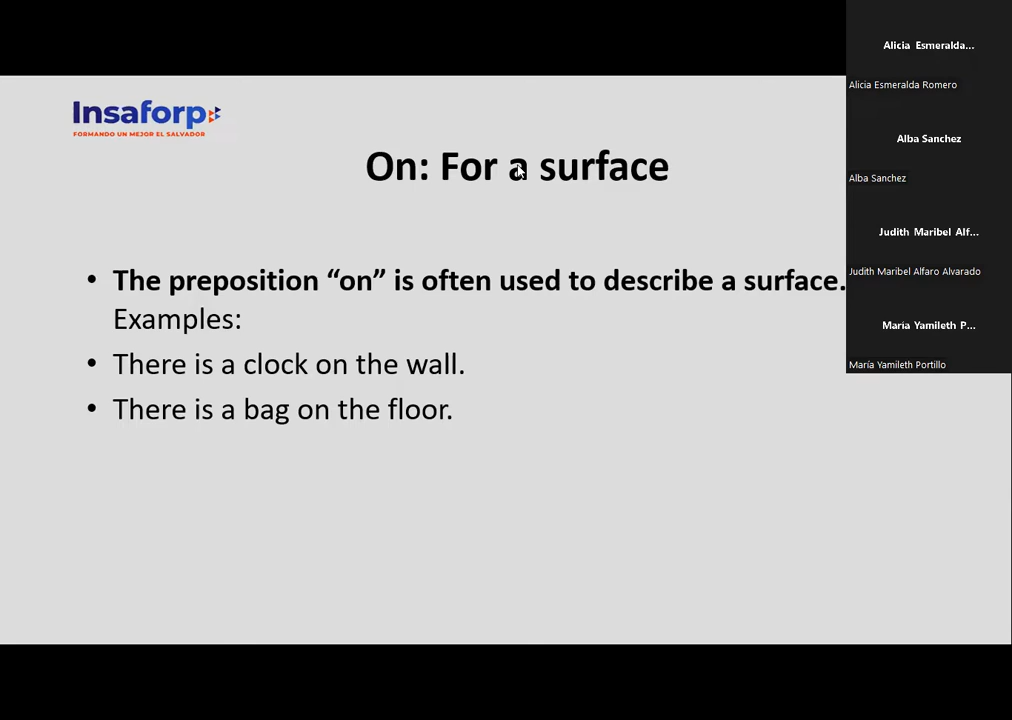 Insaforp
FORMANDO UN MEJOR EL SALVADOR
On: For a surface
• The preposition “on” is often used to describe a surface.
Examples:
• There is a clock on the wall.
• There is a bag on the floor.
Alicia Esmeralda...
Alicia Esmeralda Romero
Alba Sanchez
Alba Sanchez
Judith Maribel Alf...
Judith Maribel Alfaro Alvarado
María Yamileth P...
María Yamileth Portillo